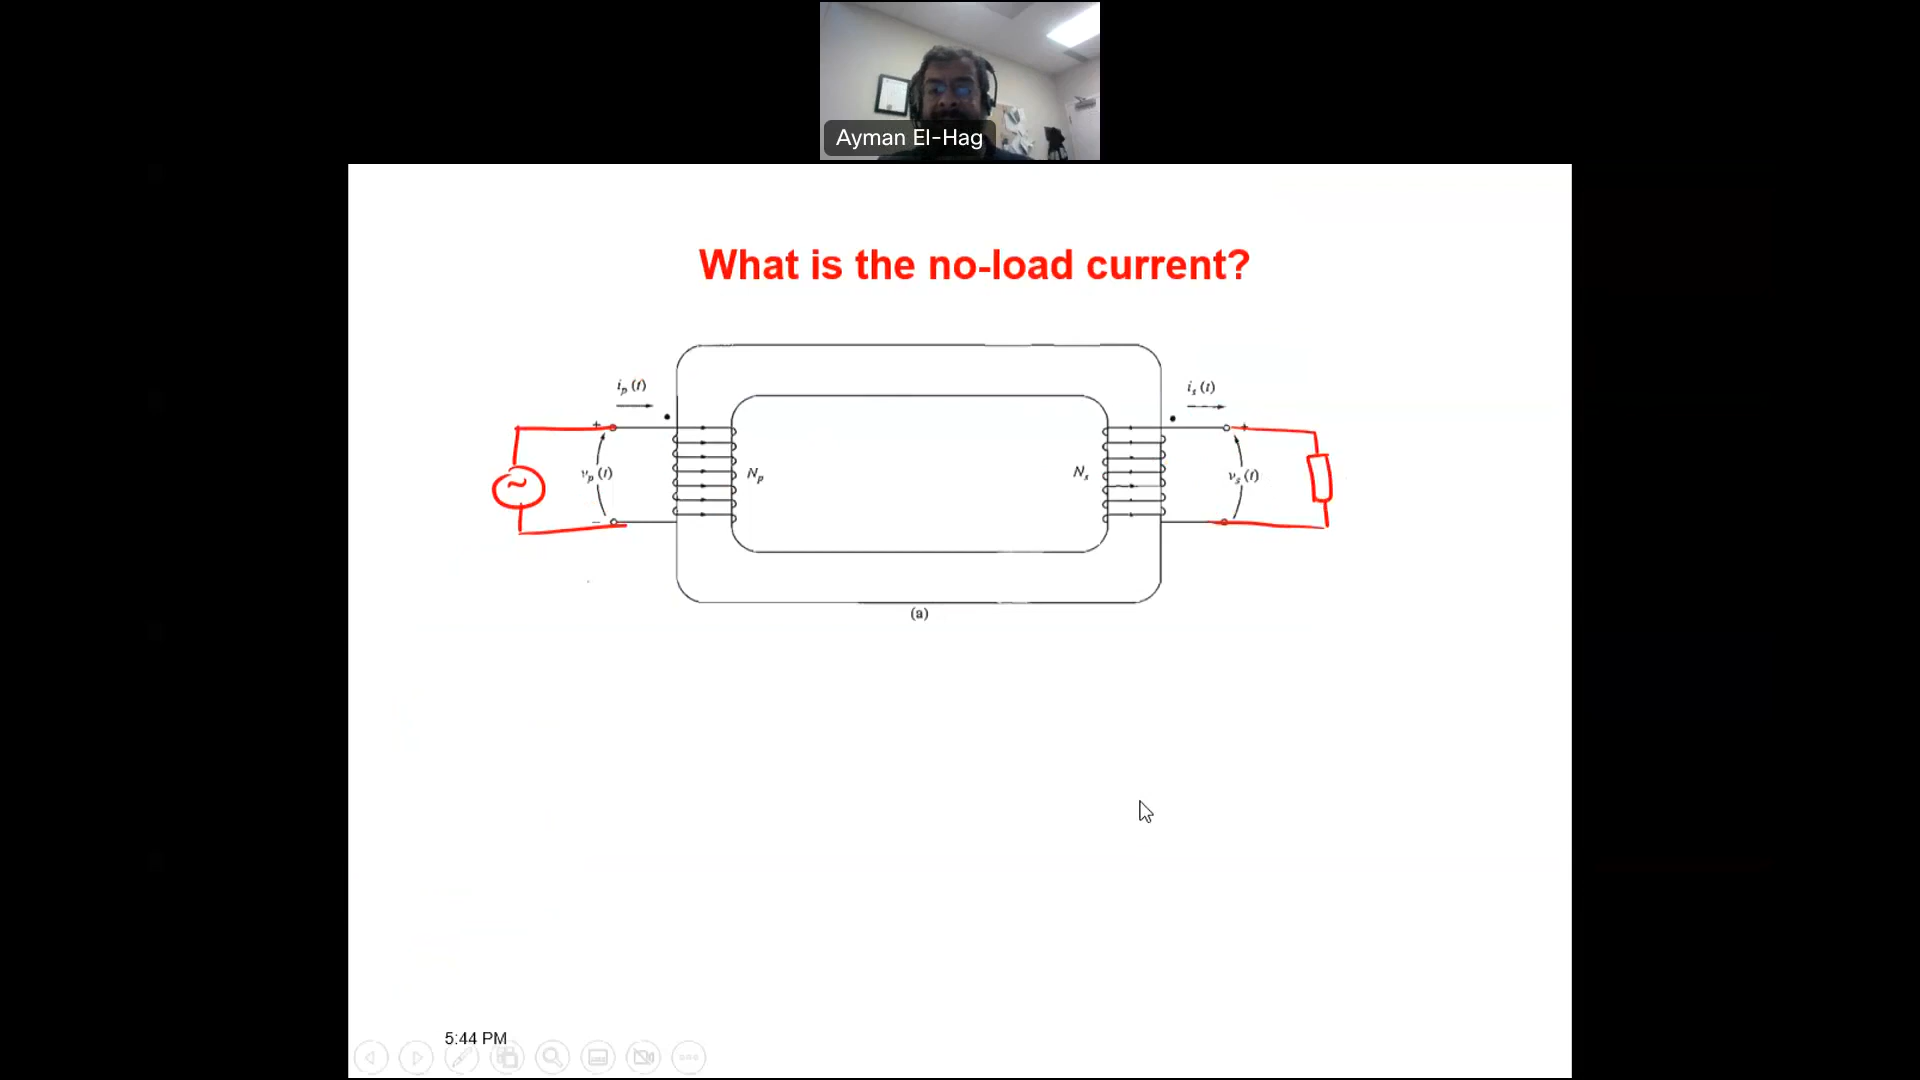 Ayman El-Hag
What is the no-load current?
i_p (t)
i_s (t)
+
+
v_p (t)
N_p
N_s
v_s (t)
–
(a)
5:44 PM